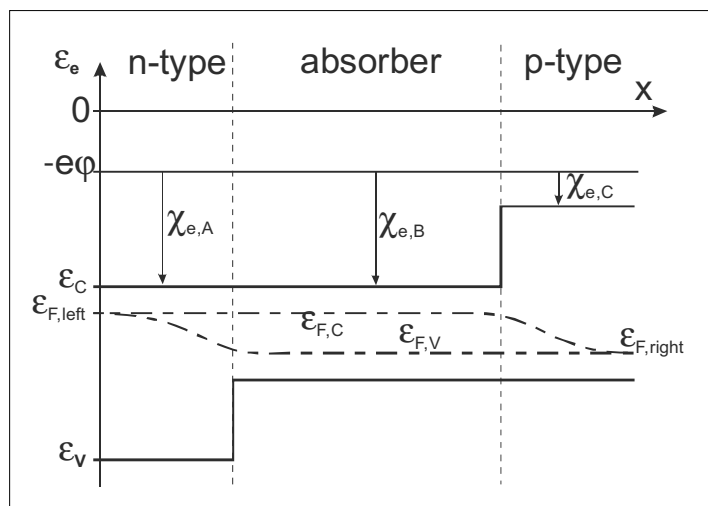 εe n-type absorber p-type
0 x
-eφ
χe,A χe,B χe,C
εC
εF,left εF,C εF,V εF,right
εV